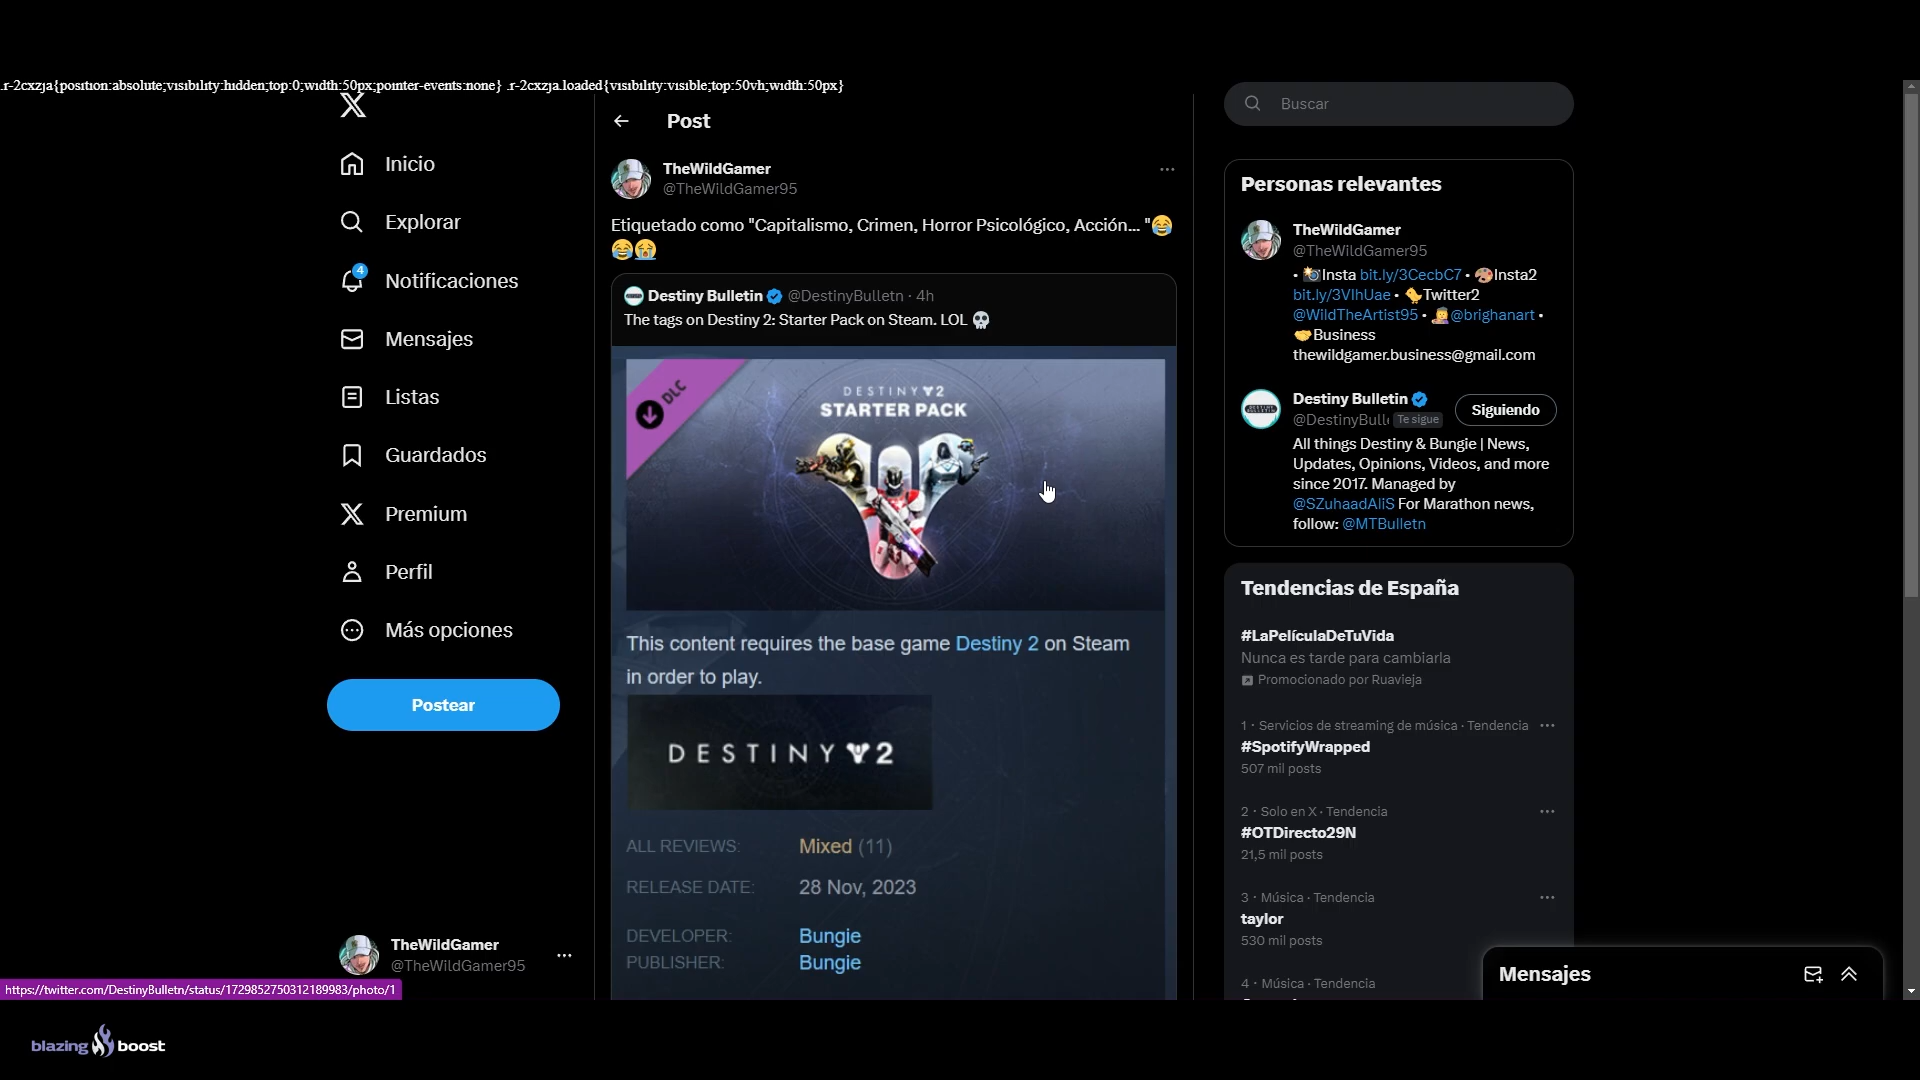 .r-2cxzja{position:absolute;visibility:hidden;top:0;width:50px;pointer-events:none} .r-2cxzja.loaded{visibility:visible;top:50vh;width:50px}
Inicio
Explorar
4
Notificaciones
Mensajes
Listas
Guardados
Premium
Perfil
Más opciones
Postear
TheWildGamer
@TheWildGamer95
https://twitter.com/DestinyBulletn/status/1729852750312189983/photo/1
blazing boost
Post
TheWildGamer
@TheWildGamer95
Etiquetado como "Capitalismo, Crimen, Horror Psicológico, Acción... "😂
😂😭
Destiny Bulletin @DestinyBulletn · 4h
The tags on Destiny 2: Starter Pack on Steam. LOL 💀
DLC
DESTINY 2
STARTER PACK
This content requires the base game Destiny 2 on Steam
in order to play.
DESTINY 2
ALL REVIEWS: Mixed (11)
RELEASE DATE: 28 Nov, 2023
DEVELOPER: Bungie
PUBLISHER: Bungie
Buscar
Personas relevantes
TheWildGamer
@TheWildGamer95
• 📸Insta bit.ly/3CecbC7 • 🎨Insta2
bit.ly/3VIhUae • 🐤Twitter2
@WildTheArtist95 • 👩‍🎨@brighanart •
🤝Business
thewildgamer.business@gmail.com
Destiny Bulletin
Siguiendo
@DestinyBull Te sigue
All things Destiny & Bungie | News,
Updates, Opinions, Videos, and more
since 2017. Managed by
@SZuhaadAliS For Marathon news,
follow: @MTBulletn
Tendencias de España
#LaPelículaDeTuVida
Nunca es tarde para cambiarla
Promocionado por Ruavieja
1 · Servicios de streaming de música · Tendencia
#SpotifyWrapped
507 mil posts
2 · Solo en X · Tendencia
#OTDirecto29N
21,5 mil posts
3 · Música · Tendencia
taylor
530 mil posts
4 · Música · Tendencia
Mensajes